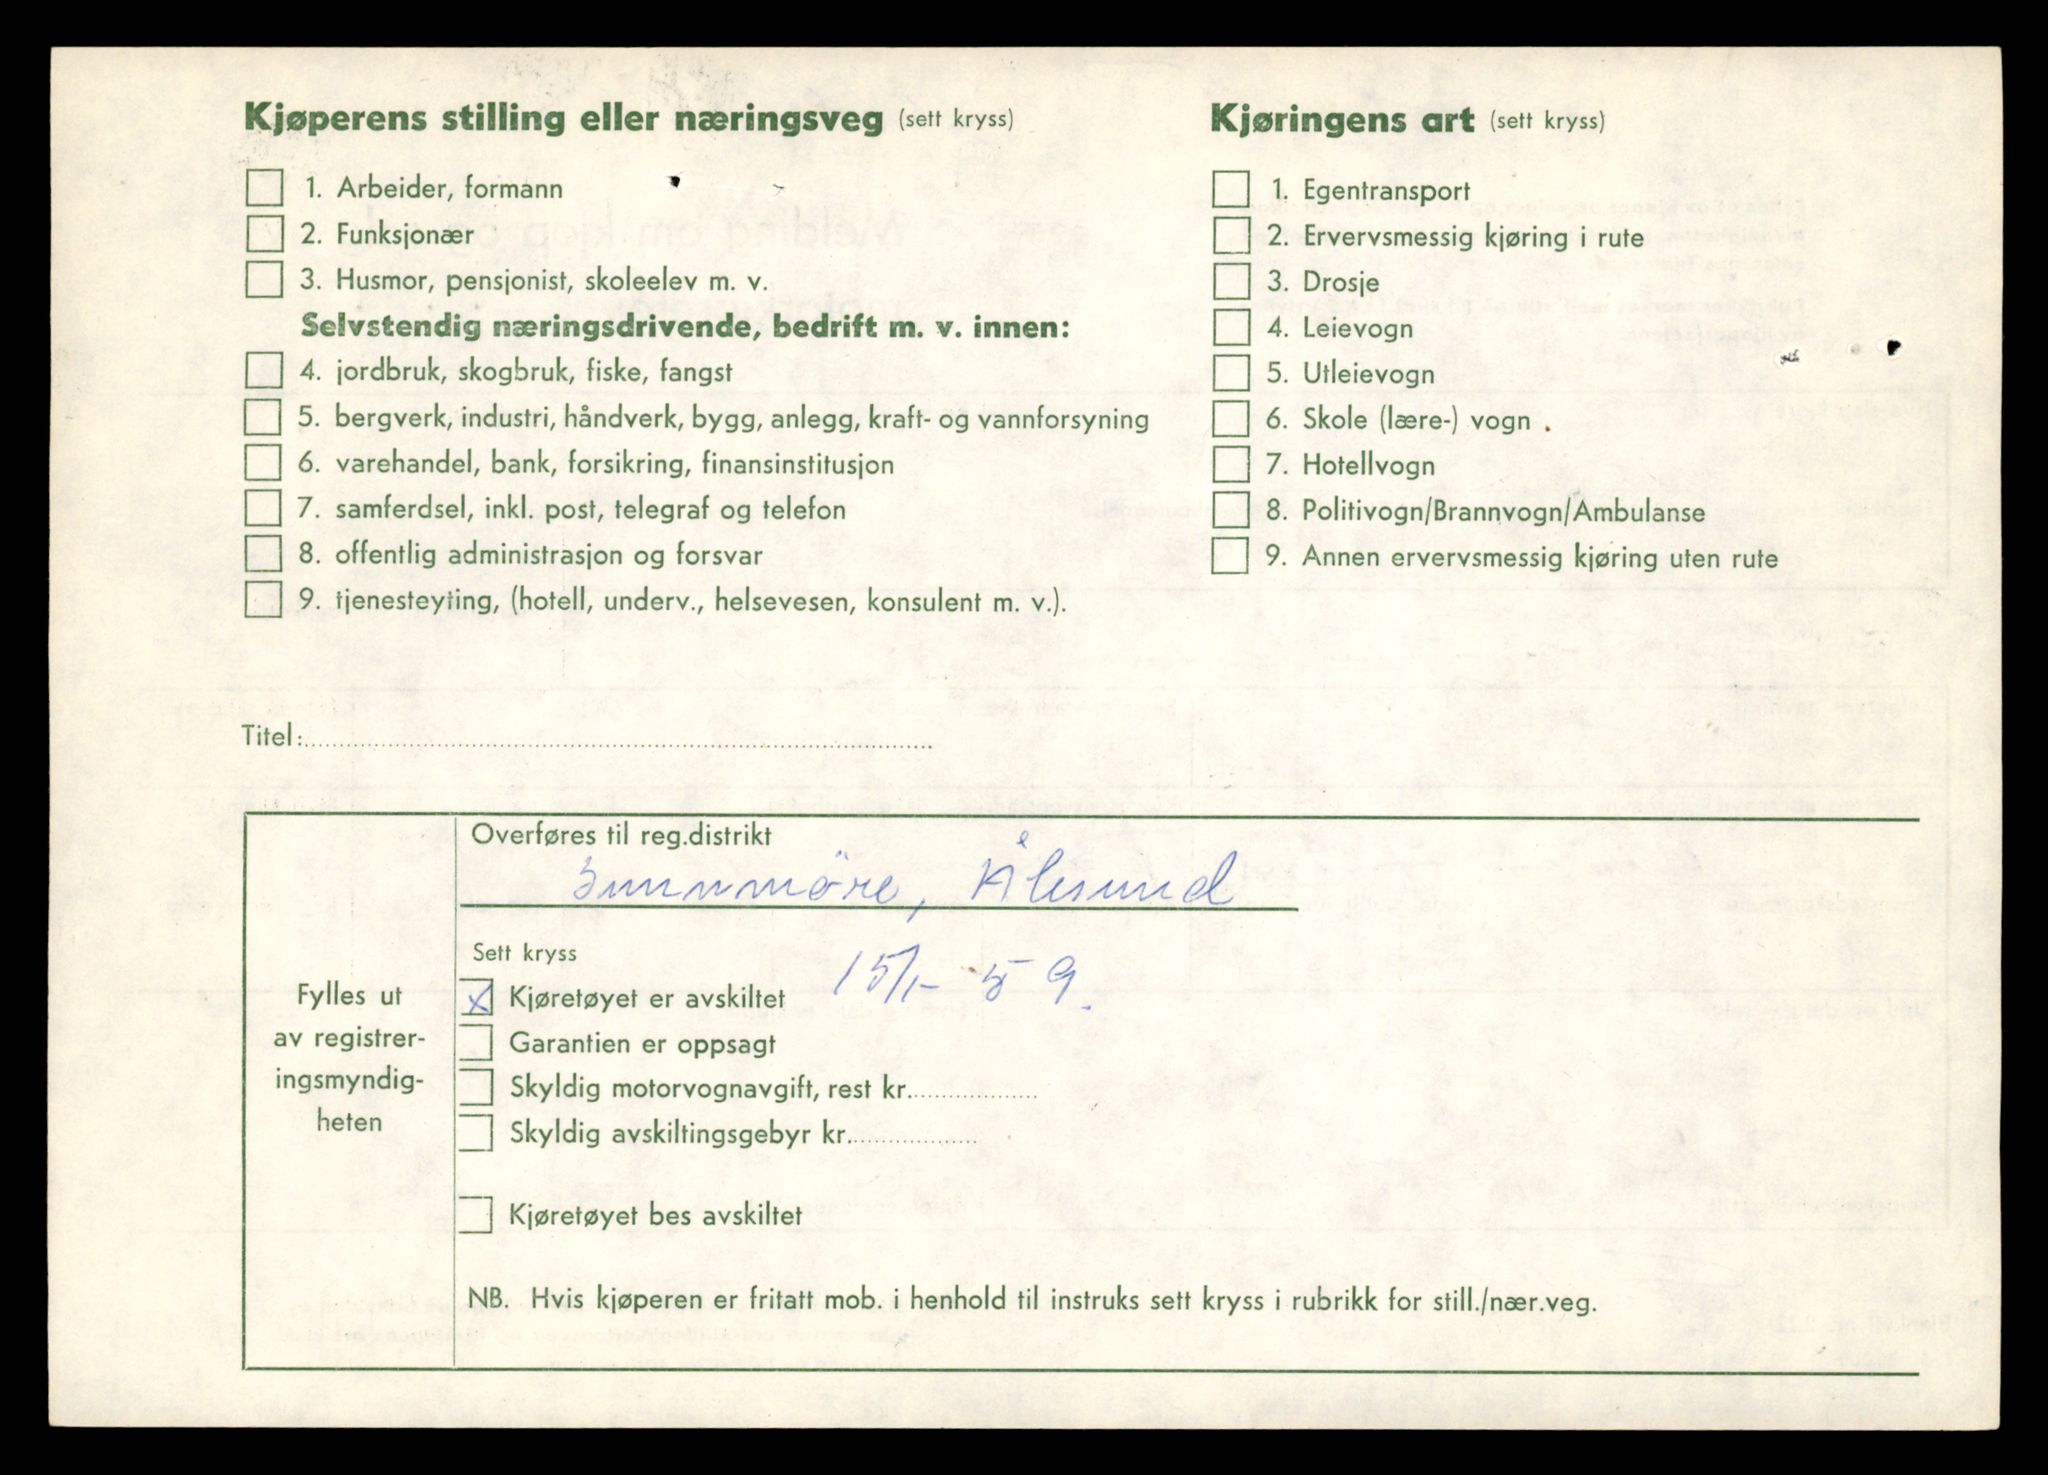 Kjøperens stilling eller næringsveg (sett kryss)
1. Arbeider, formann
2. Funksjonær
3. Husmor, pensjonist, skoleelev m. v.
Selvstendig næringsdrivende, bedrift m. v. innen:
4. jordbruk, skogbruk, fiske, fangst
5. bergverk, industri, håndverk, bygg, anlegg, kraft- og vannforsyning
6. varehandel, bank, forsikring, finansinstitusjon
7. samferdsel, inkl. post, telegraf og telefon
8. offentlig administrasjon og forsvar
9. tjenesteyting, (hotell, underv., helsevesen, konsulent m. v.).
Kjøringens art (sett kryss)
1. Egentransport
2. Ervervsmessig kjøring i rute
3. Drosje
4. Leievogn
5. Utleievogn
6. Skole (lære-) vogn
7. Hotellvogn
8. Politivogn/Brannvogn/Ambulanse
9. Annen ervervsmessig kjøring uten rute
Titel:
Fylles ut
av registrer-
ingsmyndig-
heten
Overføres til reg.distrikt
Sunnmöre, Ålesund
Sett kryss
x Kjøretøyet er avskiltet 15/1-59.
Garantien er oppsagt
Skyldig motorvognavgift, rest kr.
Skyldig avskiltingsgebyr kr.
Kjøretøyet bes avskiltet
NB. Hvis kjøperen er fritatt mob. i henhold til instruks sett kryss i rubrikk for still./nær.veg.